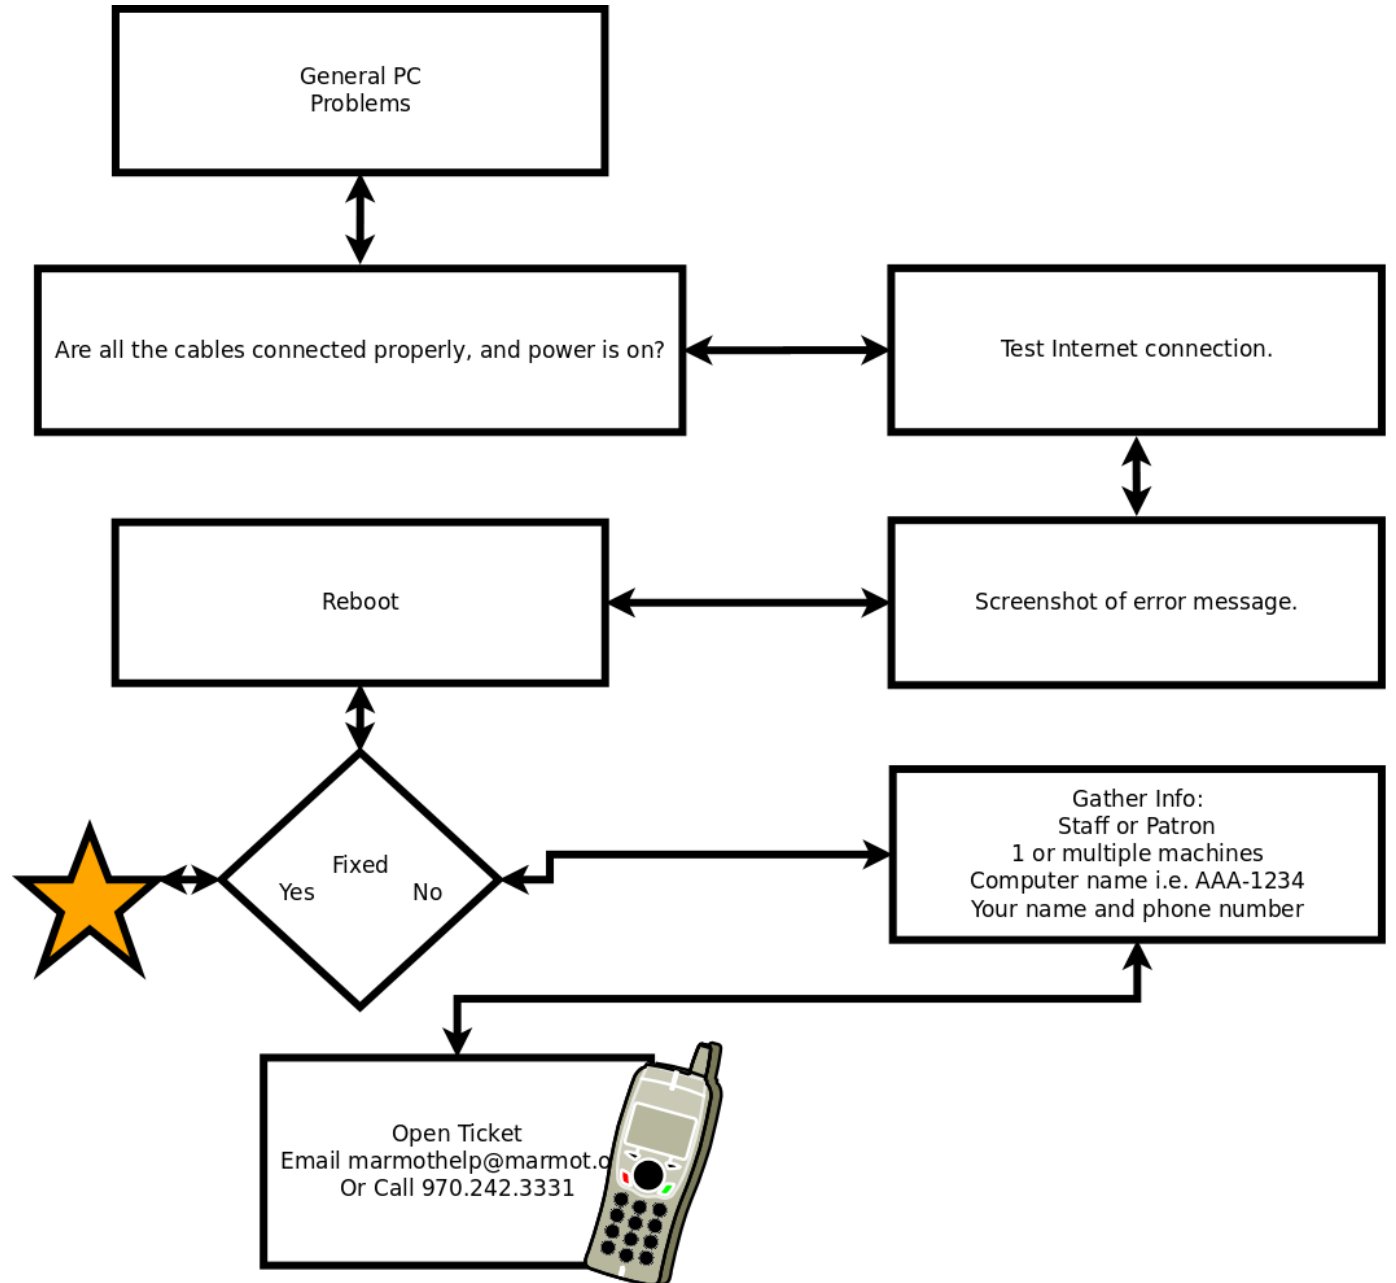 General PC
Problems
Are all the cables connected properly, and power is on?
Test Internet connection.
Reboot
Screenshot of error message.
Fixed
Yes
No
Gather Info:
Staff or Patron
1 or multiple machines
Computer name i.e. AAA-1234
Your name and phone number
Open Ticket
Email
Or Call 970.242.3331